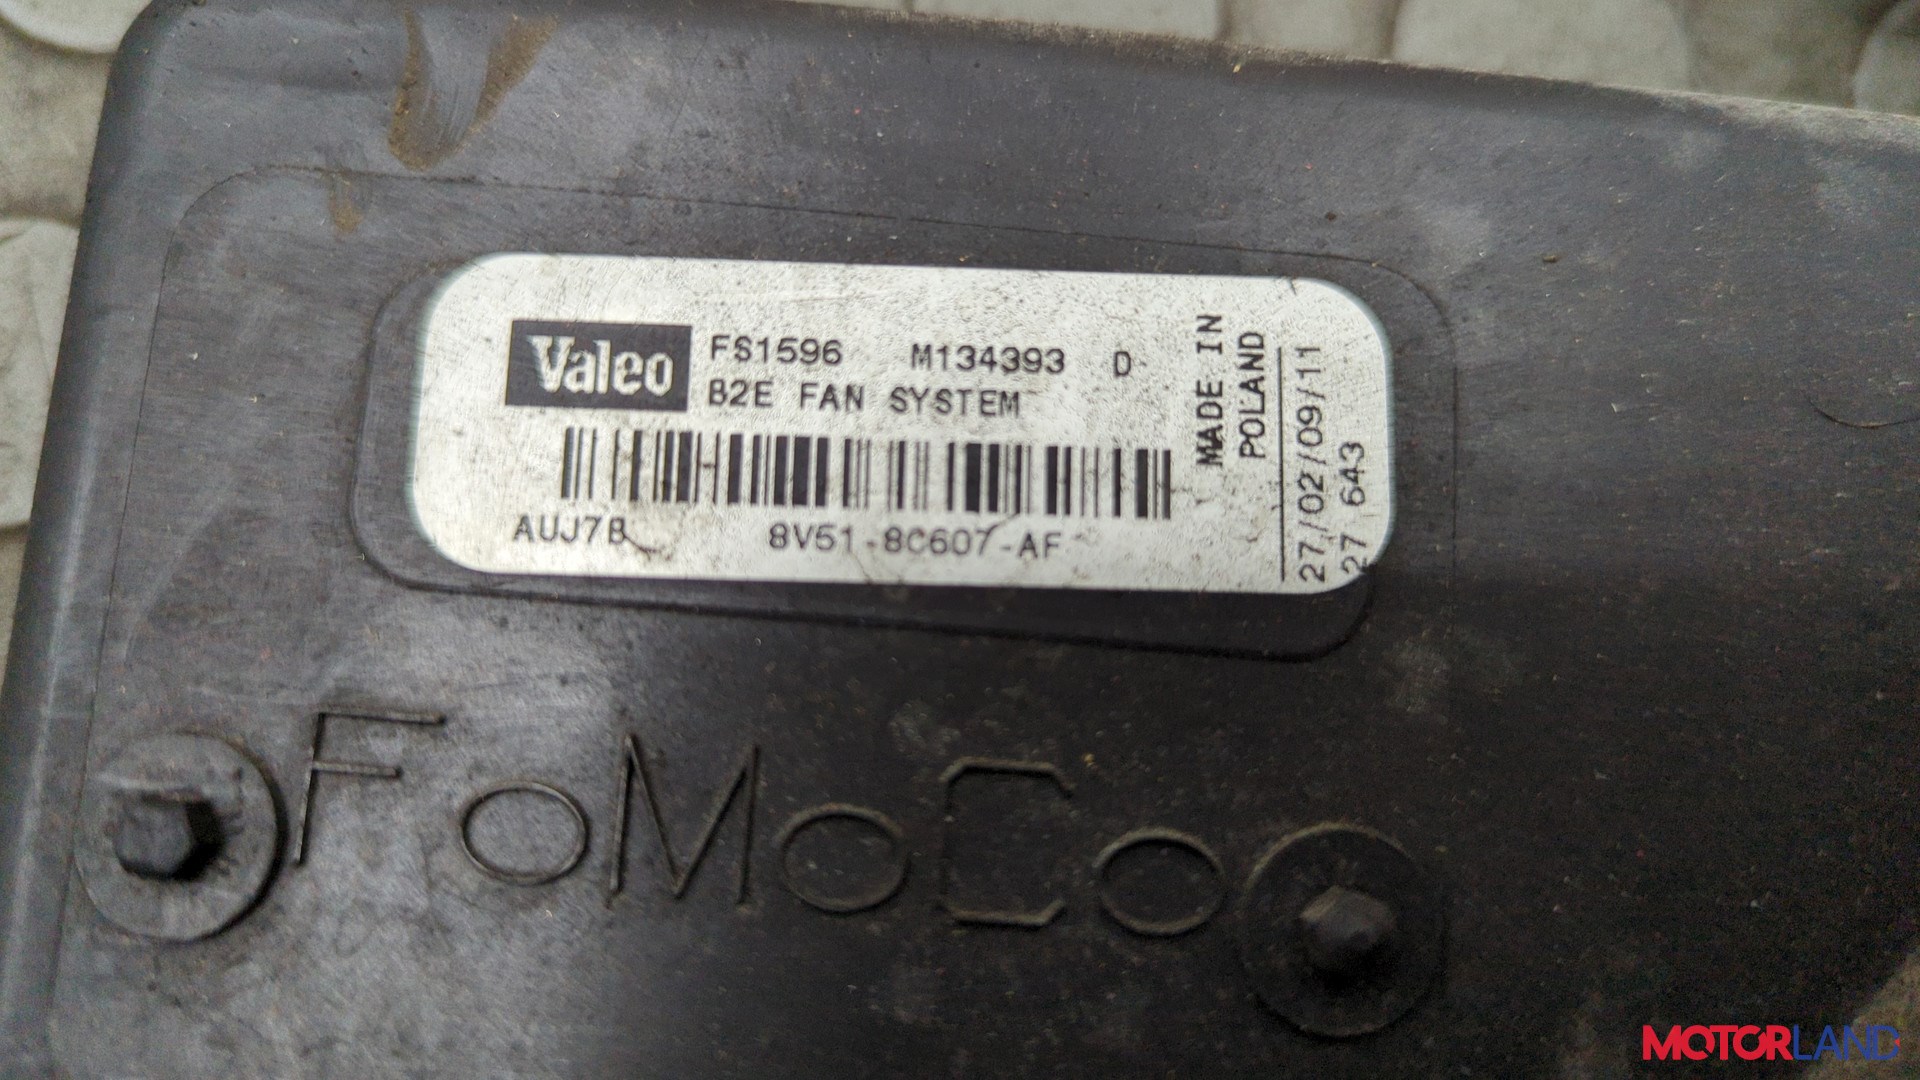 Valeo FS1596 M134393 D
B2E FAN SYSTEM
AUJ7B 8V51-8C607-AF
MADE IN
POLAND
27/02/09/11
27 643
FoMoCo
MOTORLAND